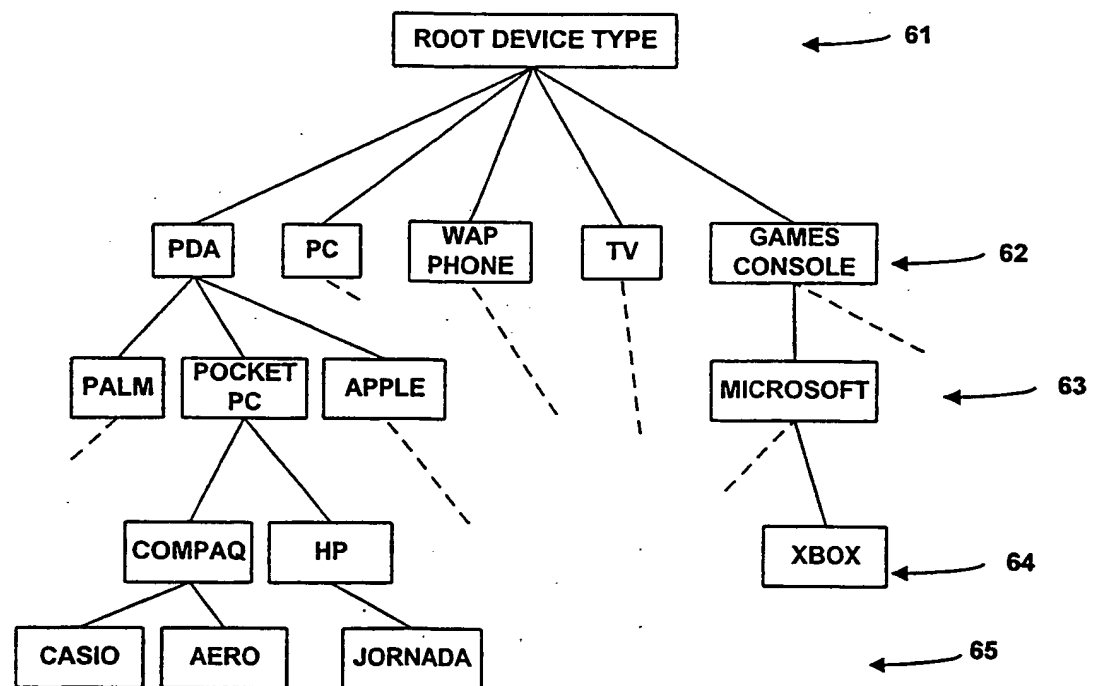 ROOT DEVICE TYPE
61
PDA
PC
WAP
PHONE
TV
GAMES
CONSOLE
62
PALM
POCKET
PC
APPLE
MICROSOFT
63
COMPAQ
HP
XBOX
64
CASIO
AERO
JORNADA
65